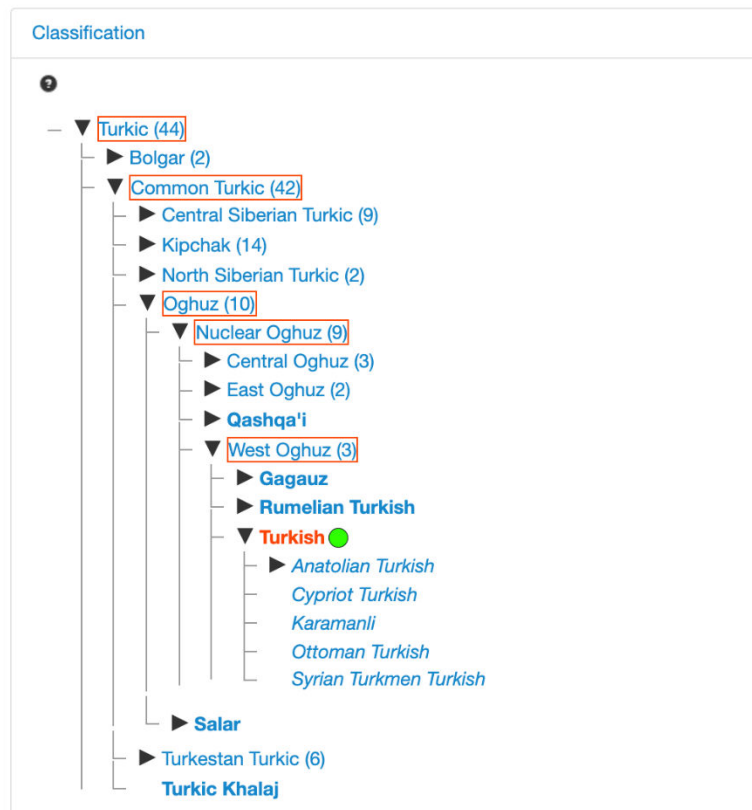 Classification
?
Turkic (44)
Bolgar (2)
Common Turkic (42)
Central Siberian Turkic (9)
Kipchak (14)
North Siberian Turkic (2)
Oghuz (10)
Nuclear Oghuz (9)
Central Oghuz (3)
East Oghuz (2)
Qashqa'i
West Oghuz (3)
Gagauz
Rumelian Turkish
Turkish
Anatolian Turkish
Cypriot Turkish
Karamanli
Ottoman Turkish
Syrian Turkmen Turkish
Salar
Turkestan Turkic (6)
Turkic Khalaj